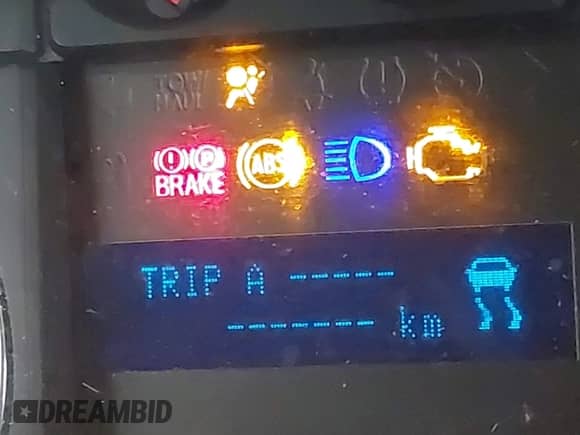 TOW
HAUL
(!)(P) ABS
BRAKE
TRIP A -----
------- km
DREAMBID